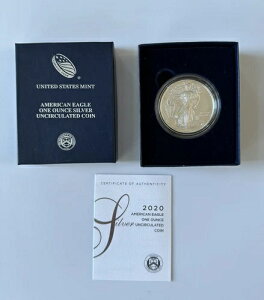 UNITED STATES MINT
AMERICAN EAGLE
ONE OUNCE SILVER
UNCIRCULATED COIN
CERTIFICATE OF AUTHENTICITY
2020
AMERICAN EAGLE
ONE OUNCE
Silver UNCIRCULATED
COIN